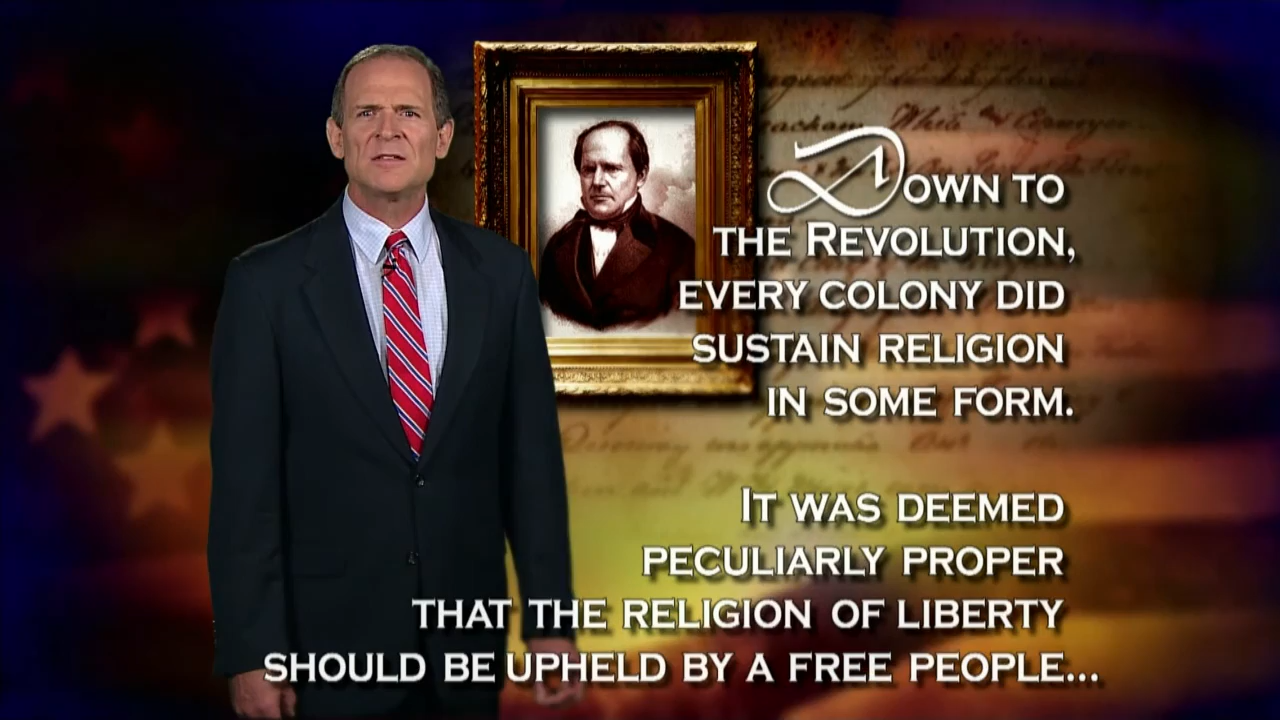 DOWN TO
THE REVOLUTION,
EVERY COLONY DID
SUSTAIN RELIGION
IN SOME FORM.
IT WAS DEEMED
PECULIARLY PROPER
THAT THE RELIGION OF LIBERTY
SHOULD BE UPHELD BY A FREE PEOPLE...